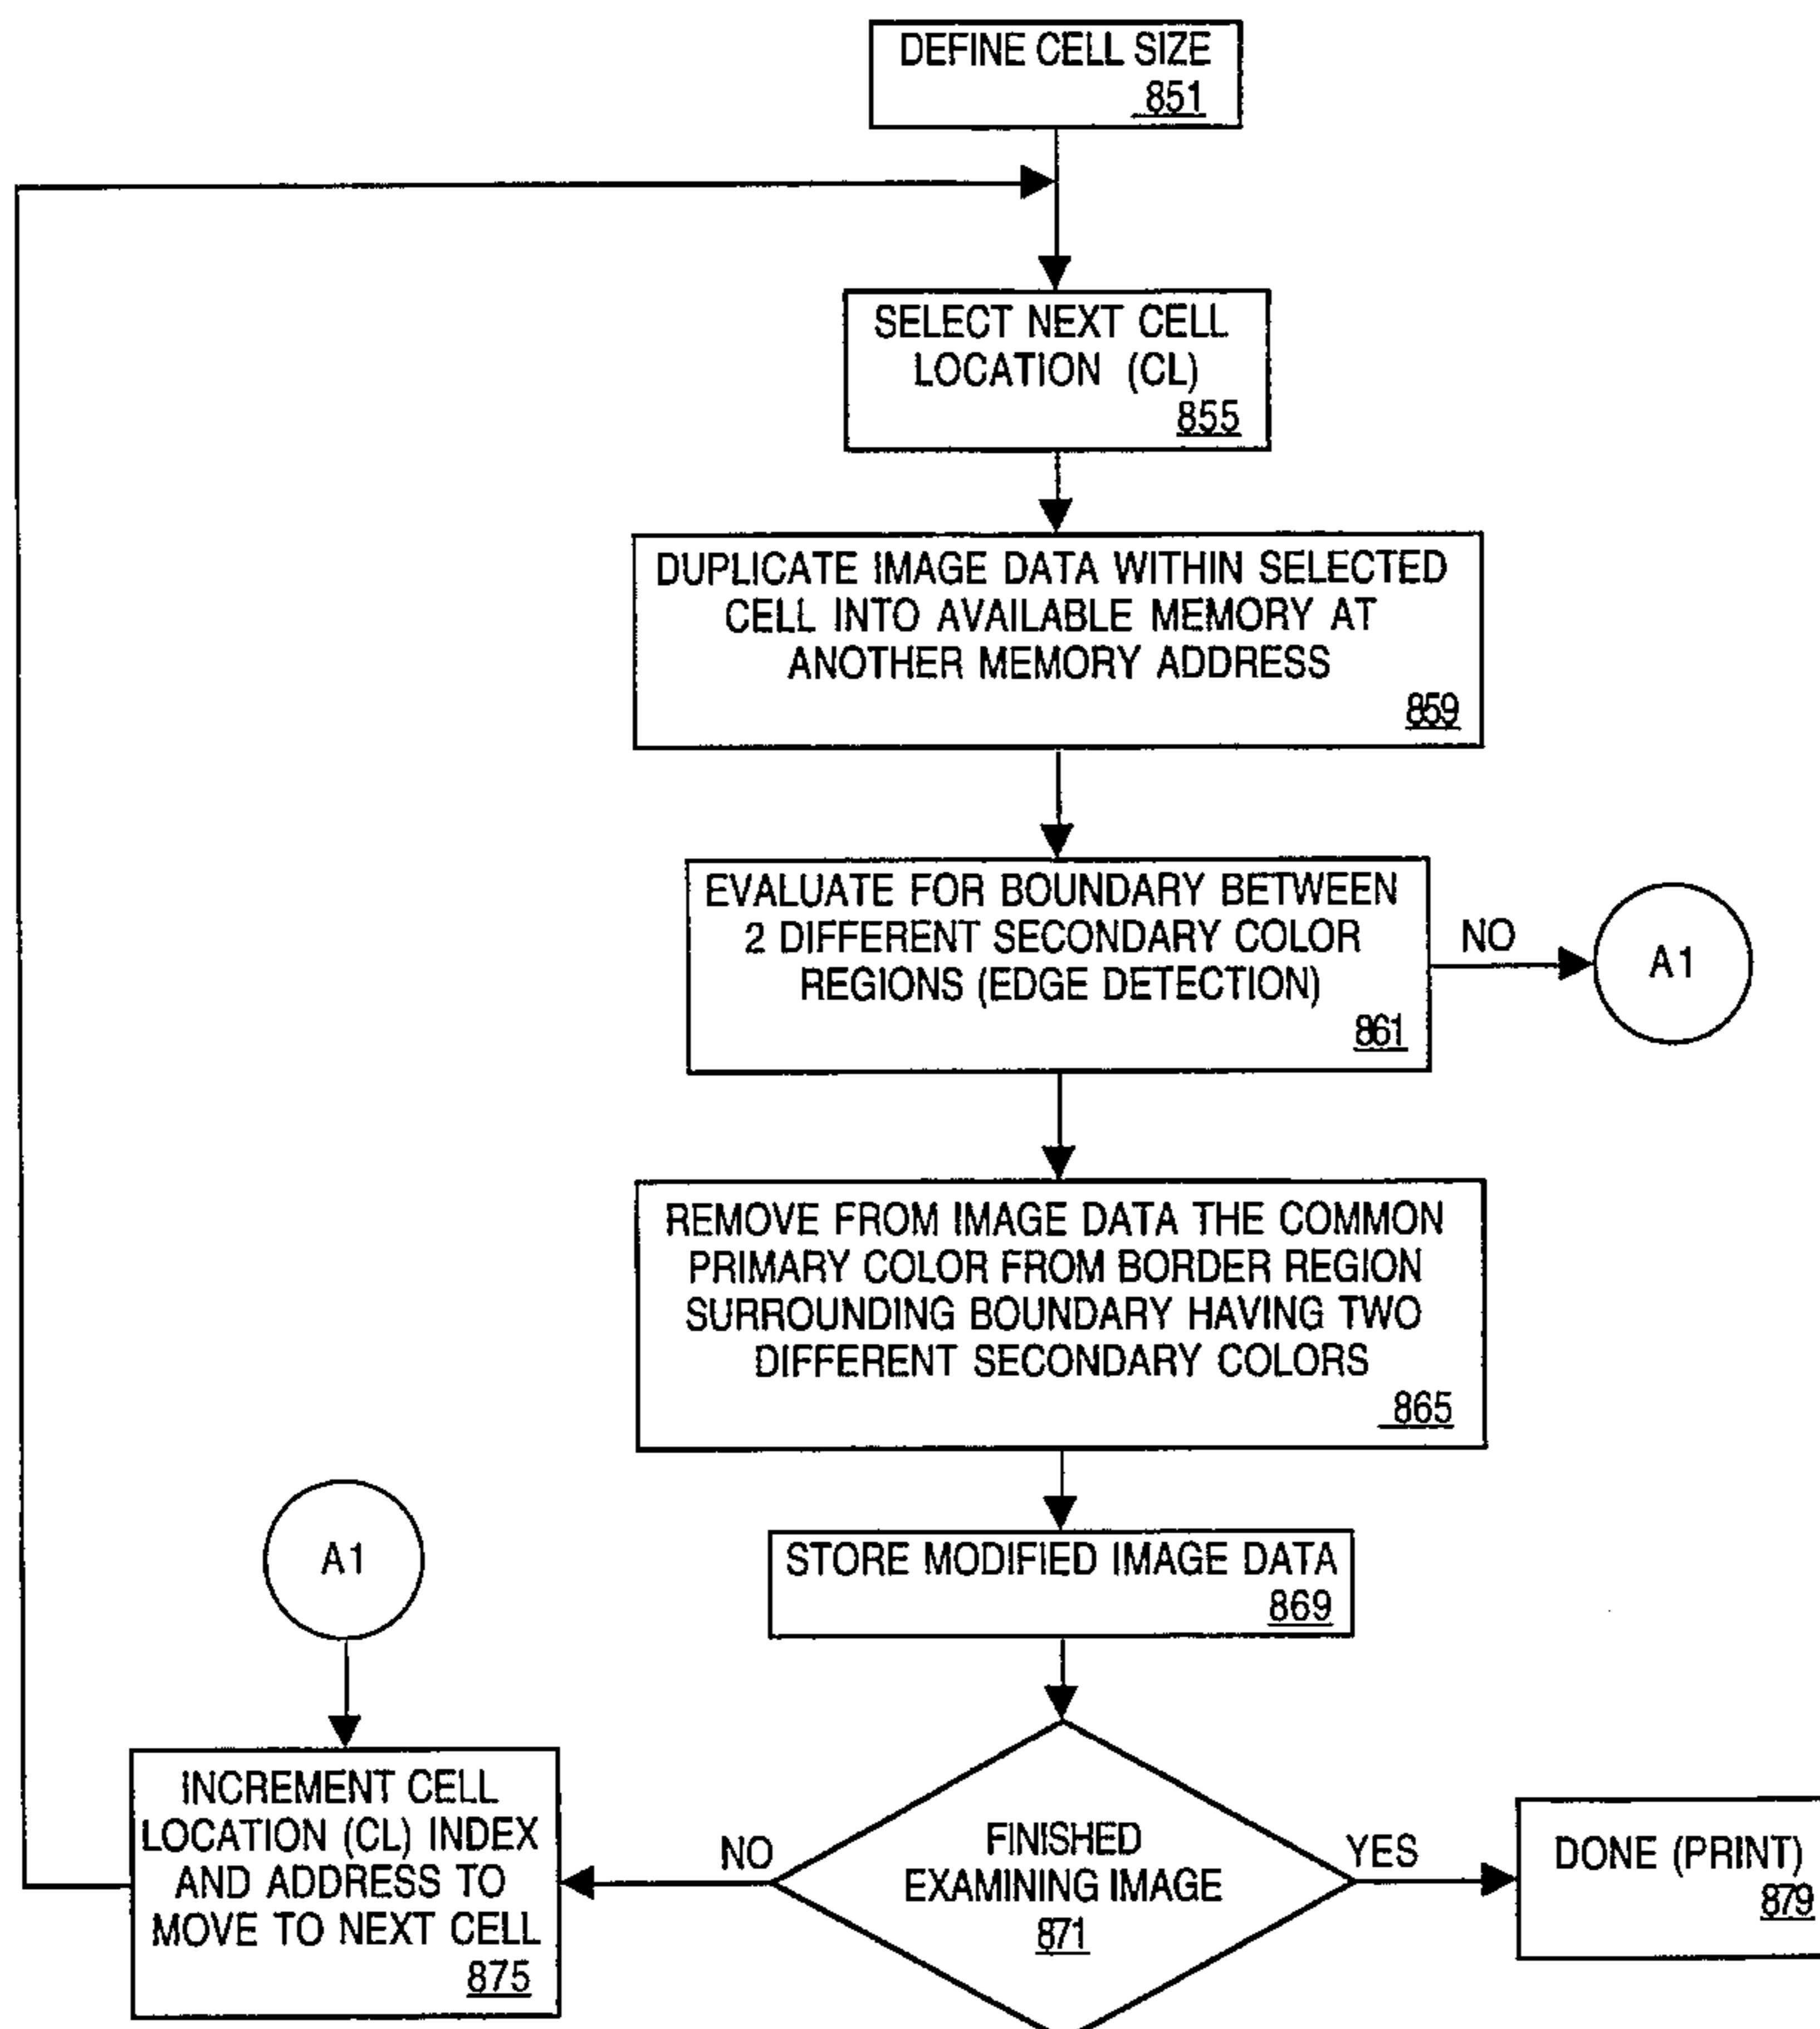 DEFINE CELL SIZE
851
SELECT NEXT CELL
LOCATION (CL)
855
DUPLICATE IMAGE DATA WITHIN SELECTED
CELL INTO AVAILABLE MEMORY AT
ANOTHER MEMORY ADDRESS
859
EVALUATE FOR BOUNDARY BETWEEN
2 DIFFERENT SECONDARY COLOR
REGIONS (EDGE DETECTION)
861
NO
A1
REMOVE FROM IMAGE DATA THE COMMON
PRIMARY COLOR FROM BORDER REGION
SURROUNDING BOUNDARY HAVING TWO
DIFFERENT SECONDARY COLORS
865
A1
STORE MODIFIED IMAGE DATA
869
INCREMENT CELL
LOCATION (CL) INDEX
AND ADDRESS TO
MOVE TO NEXT CELL
875
NO
FINISHED
EXAMINING IMAGE
871
YES
DONE (PRINT)
879